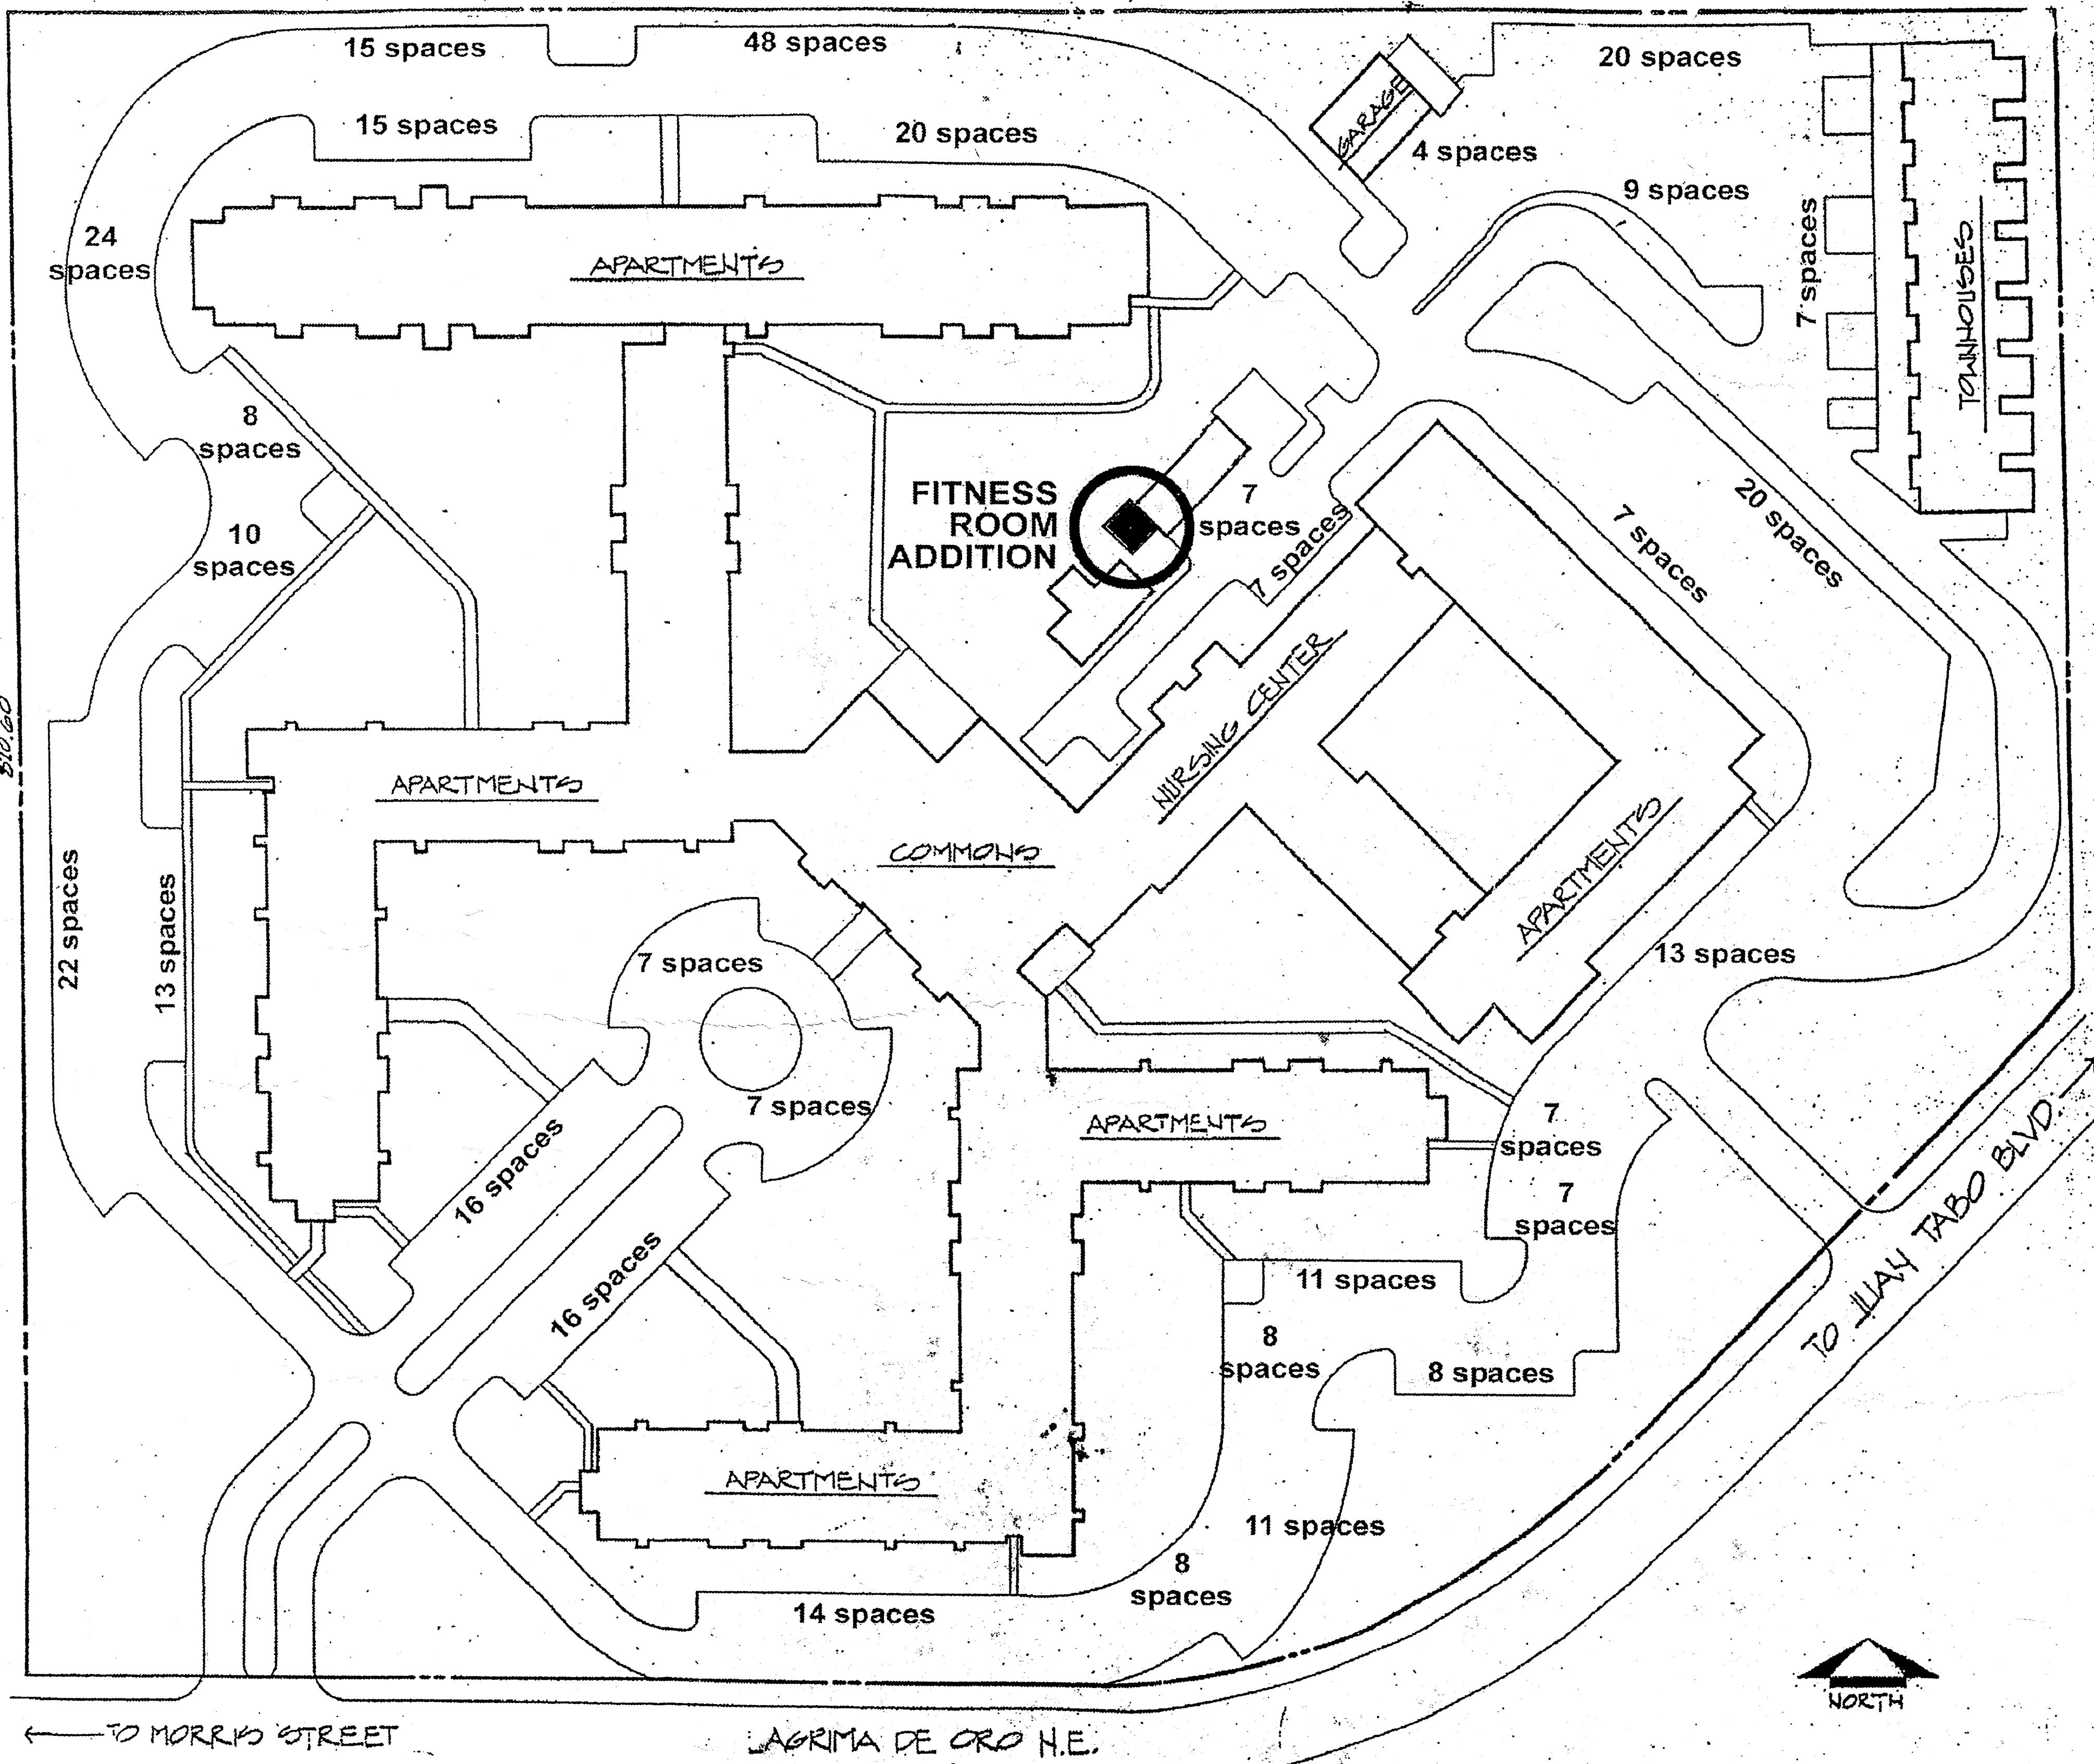 15 spaces
48 spaces
20 spaces
15 spaces
20 spaces
GARAGE
4 spaces
9 spaces
24
spaces
APARTMENTS
7 spaces
TOWNHOUSES
8
spaces
10
spaces
FITNESS
ROOM
ADDITION
7
spaces
7 spaces
7 spaces
20 spaces
820.60
NURSING CENTER
APARTMENTS
COMMONS
APARTMENTS
22 spaces
13 spaces
7 spaces
13 spaces
7 spaces
APARTMENTS
7
spaces
16 spaces
7
spaces
16 spaces
11 spaces
TO JUAN TABO BLVD.
8
spaces
8 spaces
APARTMENTS
11 spaces
8
spaces
14 spaces
NORTH
TO MORRIS STREET
LAGRIMA DE ORO N.E.